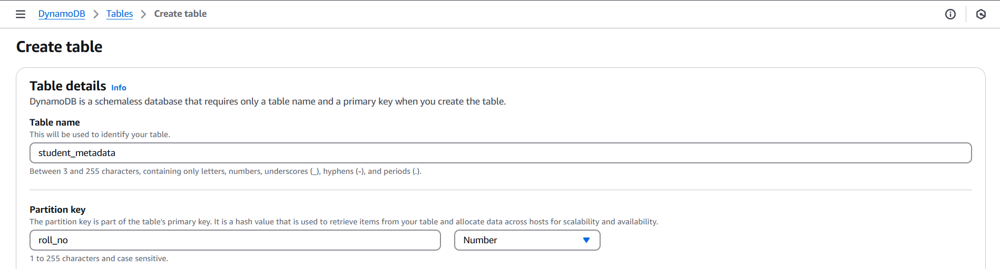 DynamoDB > Tables > Create table
Create table
Table details Info
DynamoDB is a schemaless database that requires only a table name and a primary key when you create the table.
Table name
This will be used to identify your table.
student_metadata
Between 3 and 255 characters, containing only letters, numbers, underscores (_), hyphens (-), and periods (.).
Partition key
The partition key is part of the table's primary key. It is a hash value that is used to retrieve items from your table and allocate data across hosts for scalability and availability.
roll_no Number
1 to 255 characters and case sensitive.